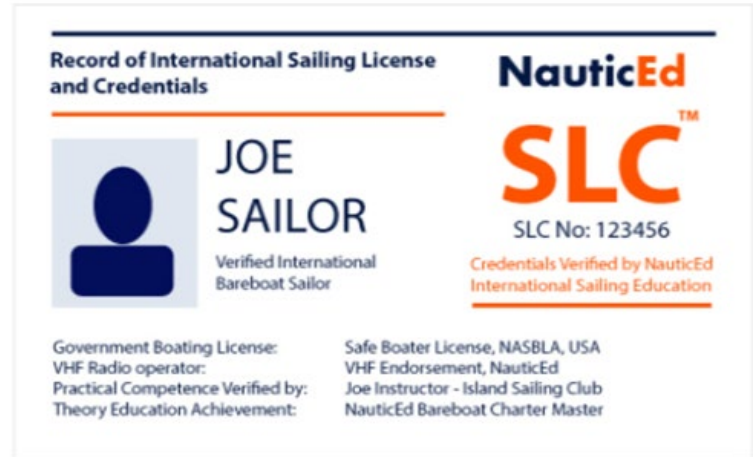 Record of International Sailing License
and Credentials
NauticEd
SLC™
SLC No: 123456
Credentials Verified by NauticEd
International Sailing Education
JOE
SAILOR
Verified International
Bareboat Sailor
Government Boating License: Safe Boater License, NASBLA, USA
VHF Radio operator: VHF Endorsement, NauticEd
Practical Competence Verified by: Joe Instructor - Island Sailing Club
Theory Education Achievement: NauticEd Bareboat Charter Master